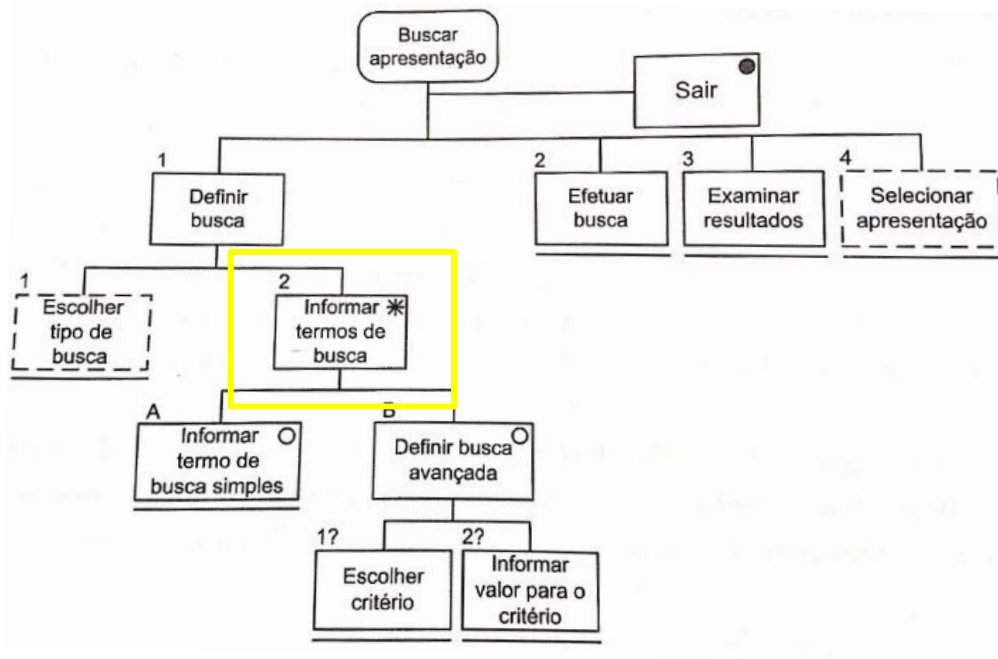 Buscar
apresentação
Sair
1
Definir
busca
2
Efetuar
busca
3
Examinar
resultados
4
Selecionar
apresentação
1
Escolher
tipo de
busca
2
Informar *
termos de
busca
A
Informar
termo de
busca simples
B
Definir busca
avançada
1?
Escolher
critério
2?
Informar
valor para o
critério